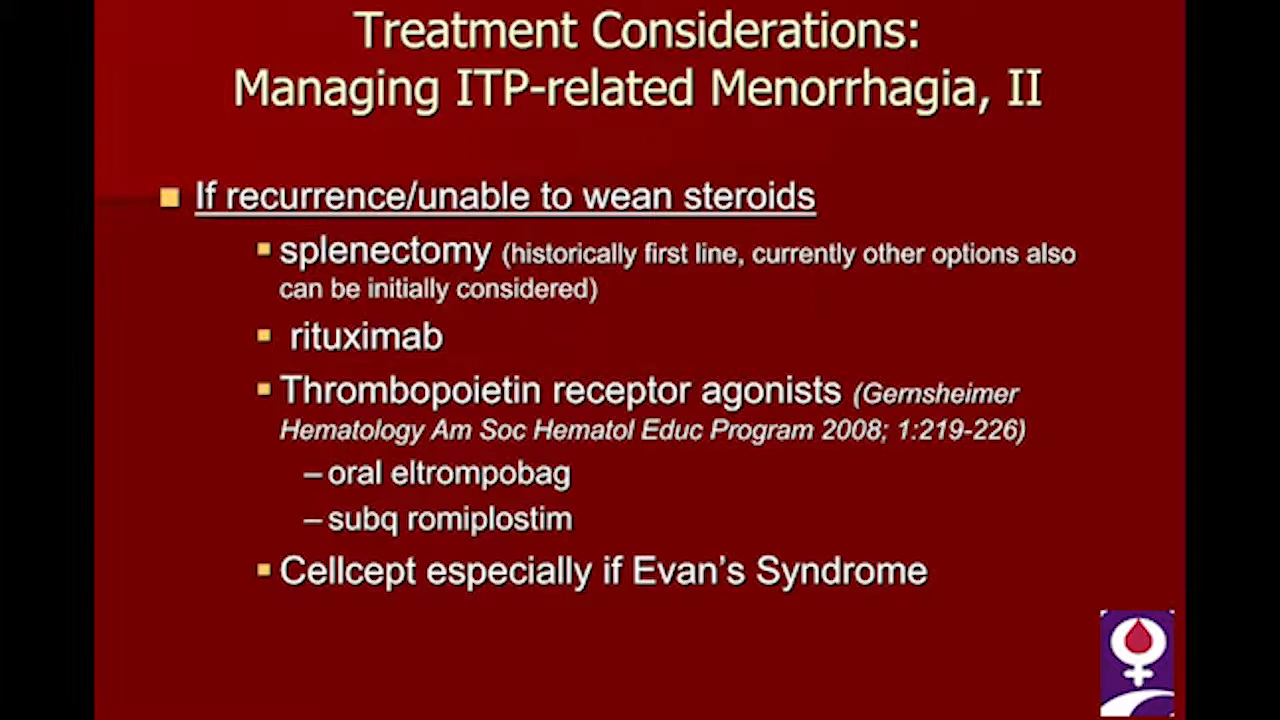 Treatment Considerations:
Managing ITP-related Menorrhagia, II
If recurrence/unable to wean steroids
splenectomy (historically first line, currently other options also
can be initially considered)
rituximab
Thrombopoietin receptor agonists (Gernsheimer
Hematology Am Soc Hematol Educ Program 2008; 1:219-226)
– oral eltrompobag
– subq romiplostim
Cellcept especially if Evan's Syndrome